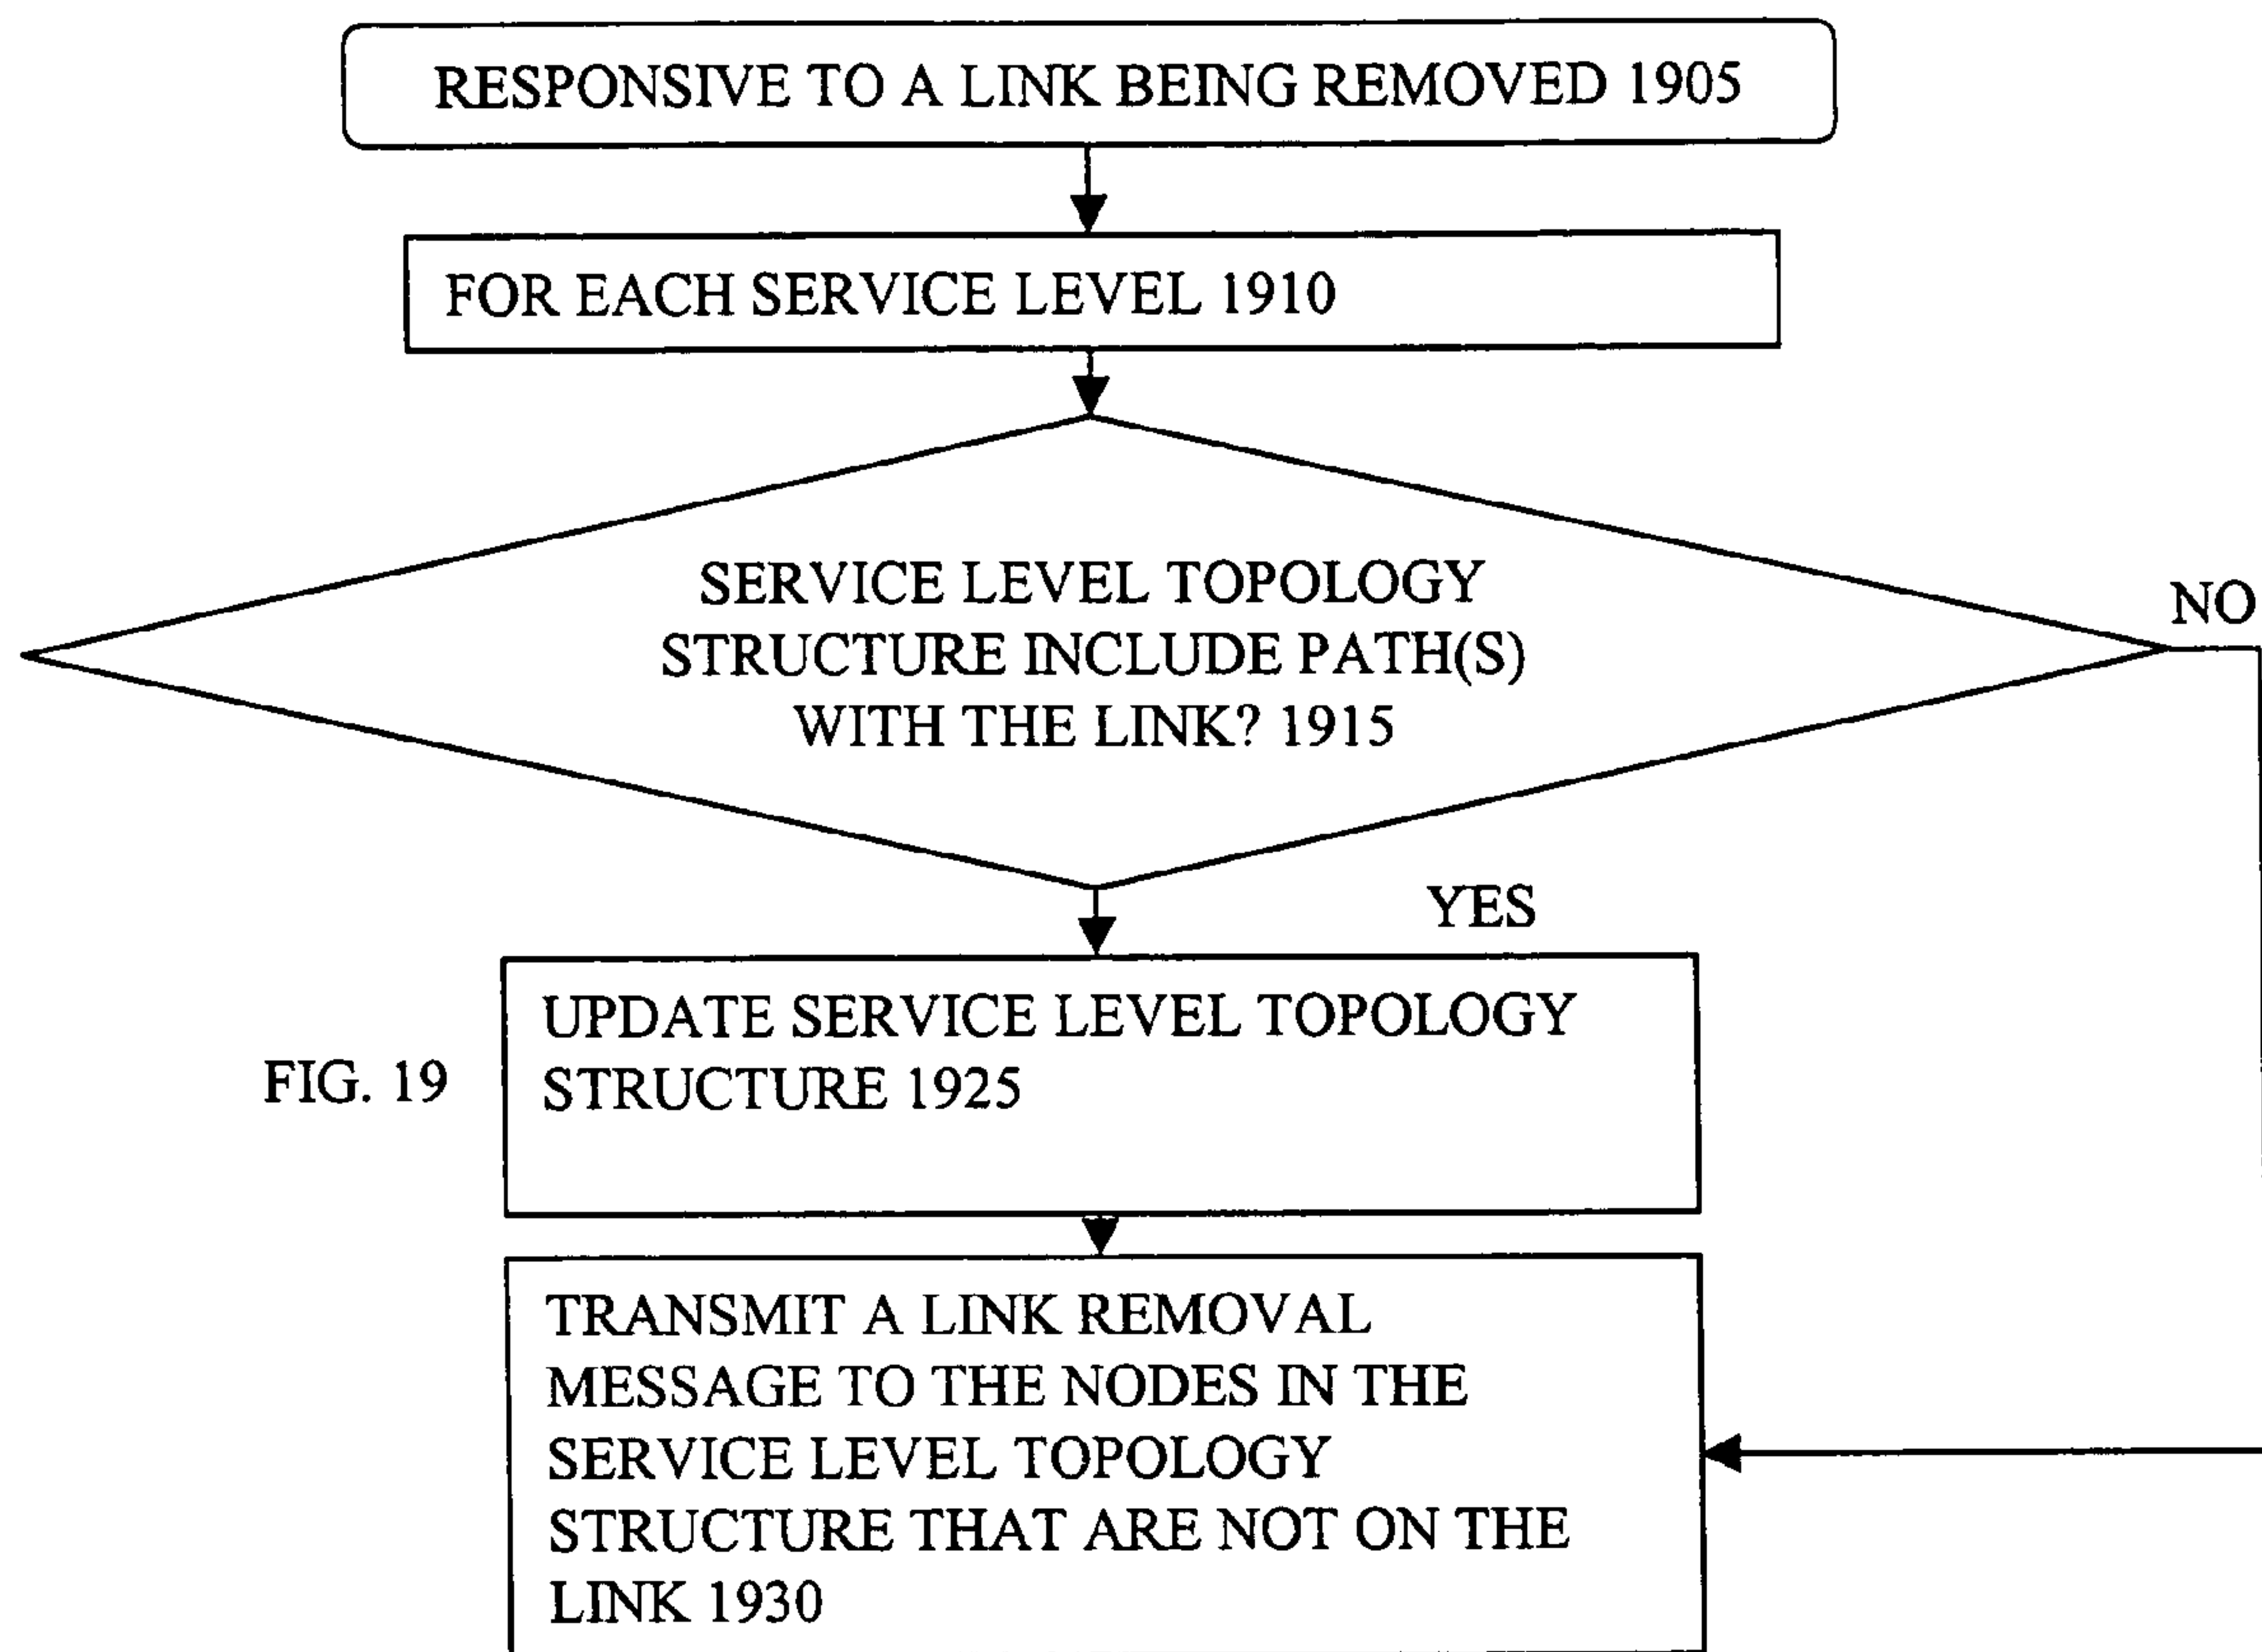 RESPONSIVE TO A LINK BEING REMOVED 1905
FOR EACH SERVICE LEVEL 1910
SERVICE LEVEL TOPOLOGY
STRUCTURE INCLUDE PATH(S)
WITH THE LINK? 1915
NO
YES
UPDATE SERVICE LEVEL TOPOLOGY
STRUCTURE 1925
FIG. 19
TRANSMIT A LINK REMOVAL
MESSAGE TO THE NODES IN THE
SERVICE LEVEL TOPOLOGY
STRUCTURE THAT ARE NOT ON THE
LINK 1930